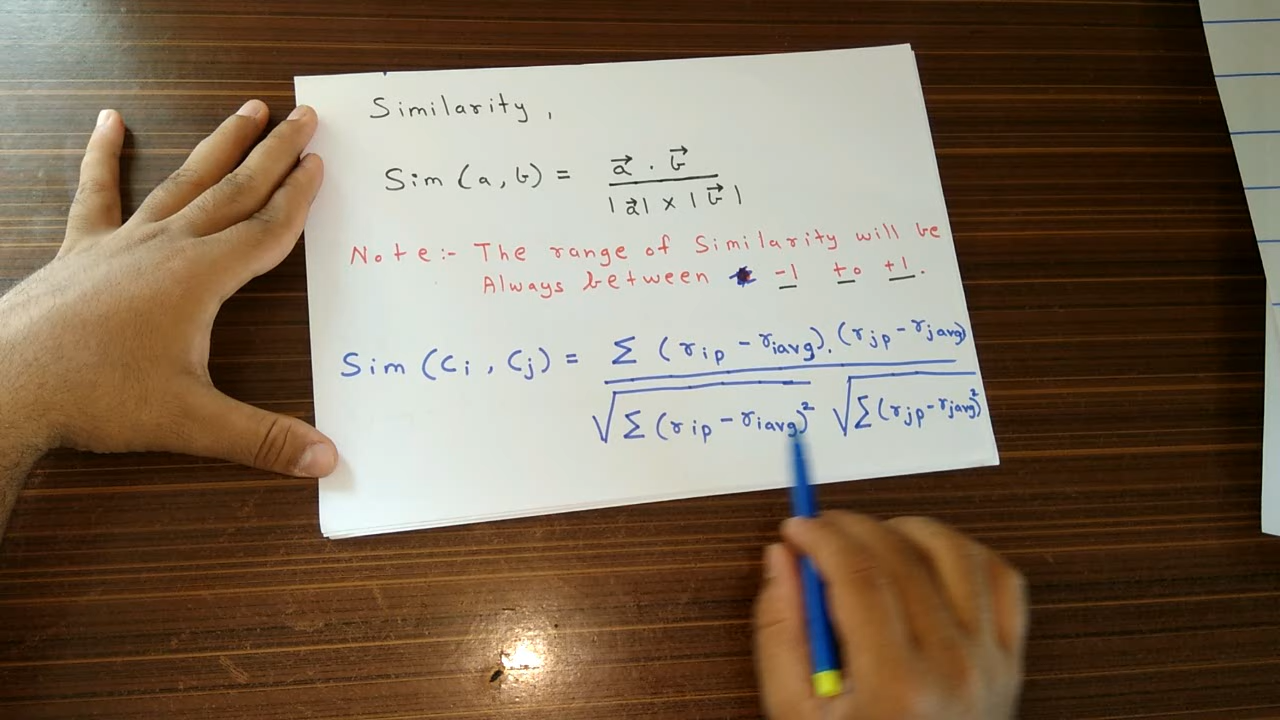 Similarity,
Sim (a, b) = a⃗ . b⃗ / |a⃗| × |b⃗|
Note:- The range of Similarity will be
Always between -1 to +1.
Sim (Ci, Cj) = Σ (rip - riavg) . (rjp - rjavg) / √Σ (rip - riavg)² √Σ (rjp - rjavg)²